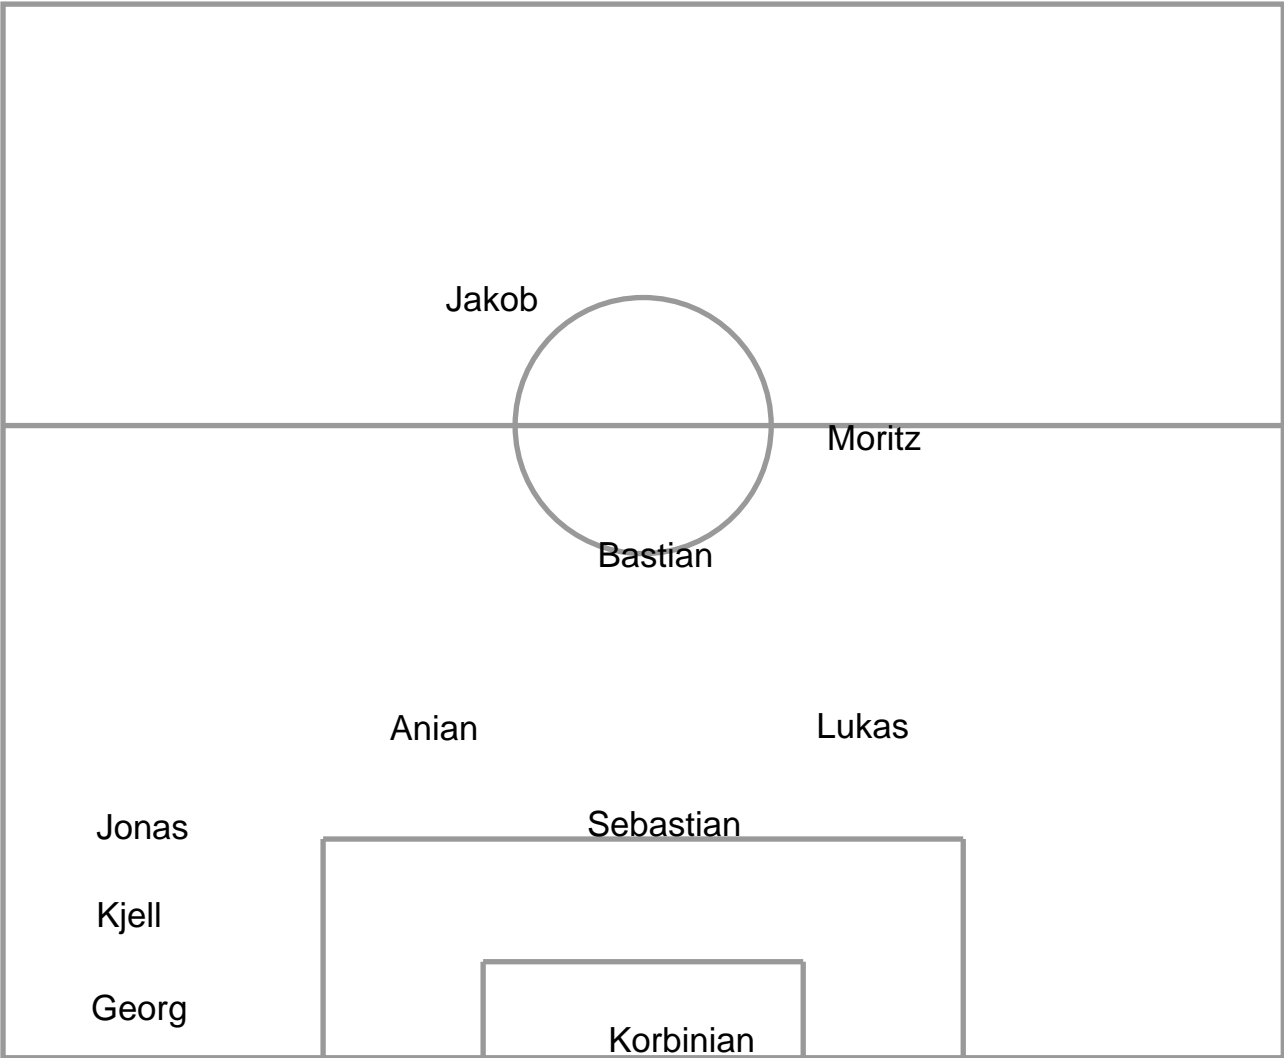 Jakob
Moritz
Bastian
Anian
Lukas
Sebastian
Jonas
Kjell
Georg
Korbinian